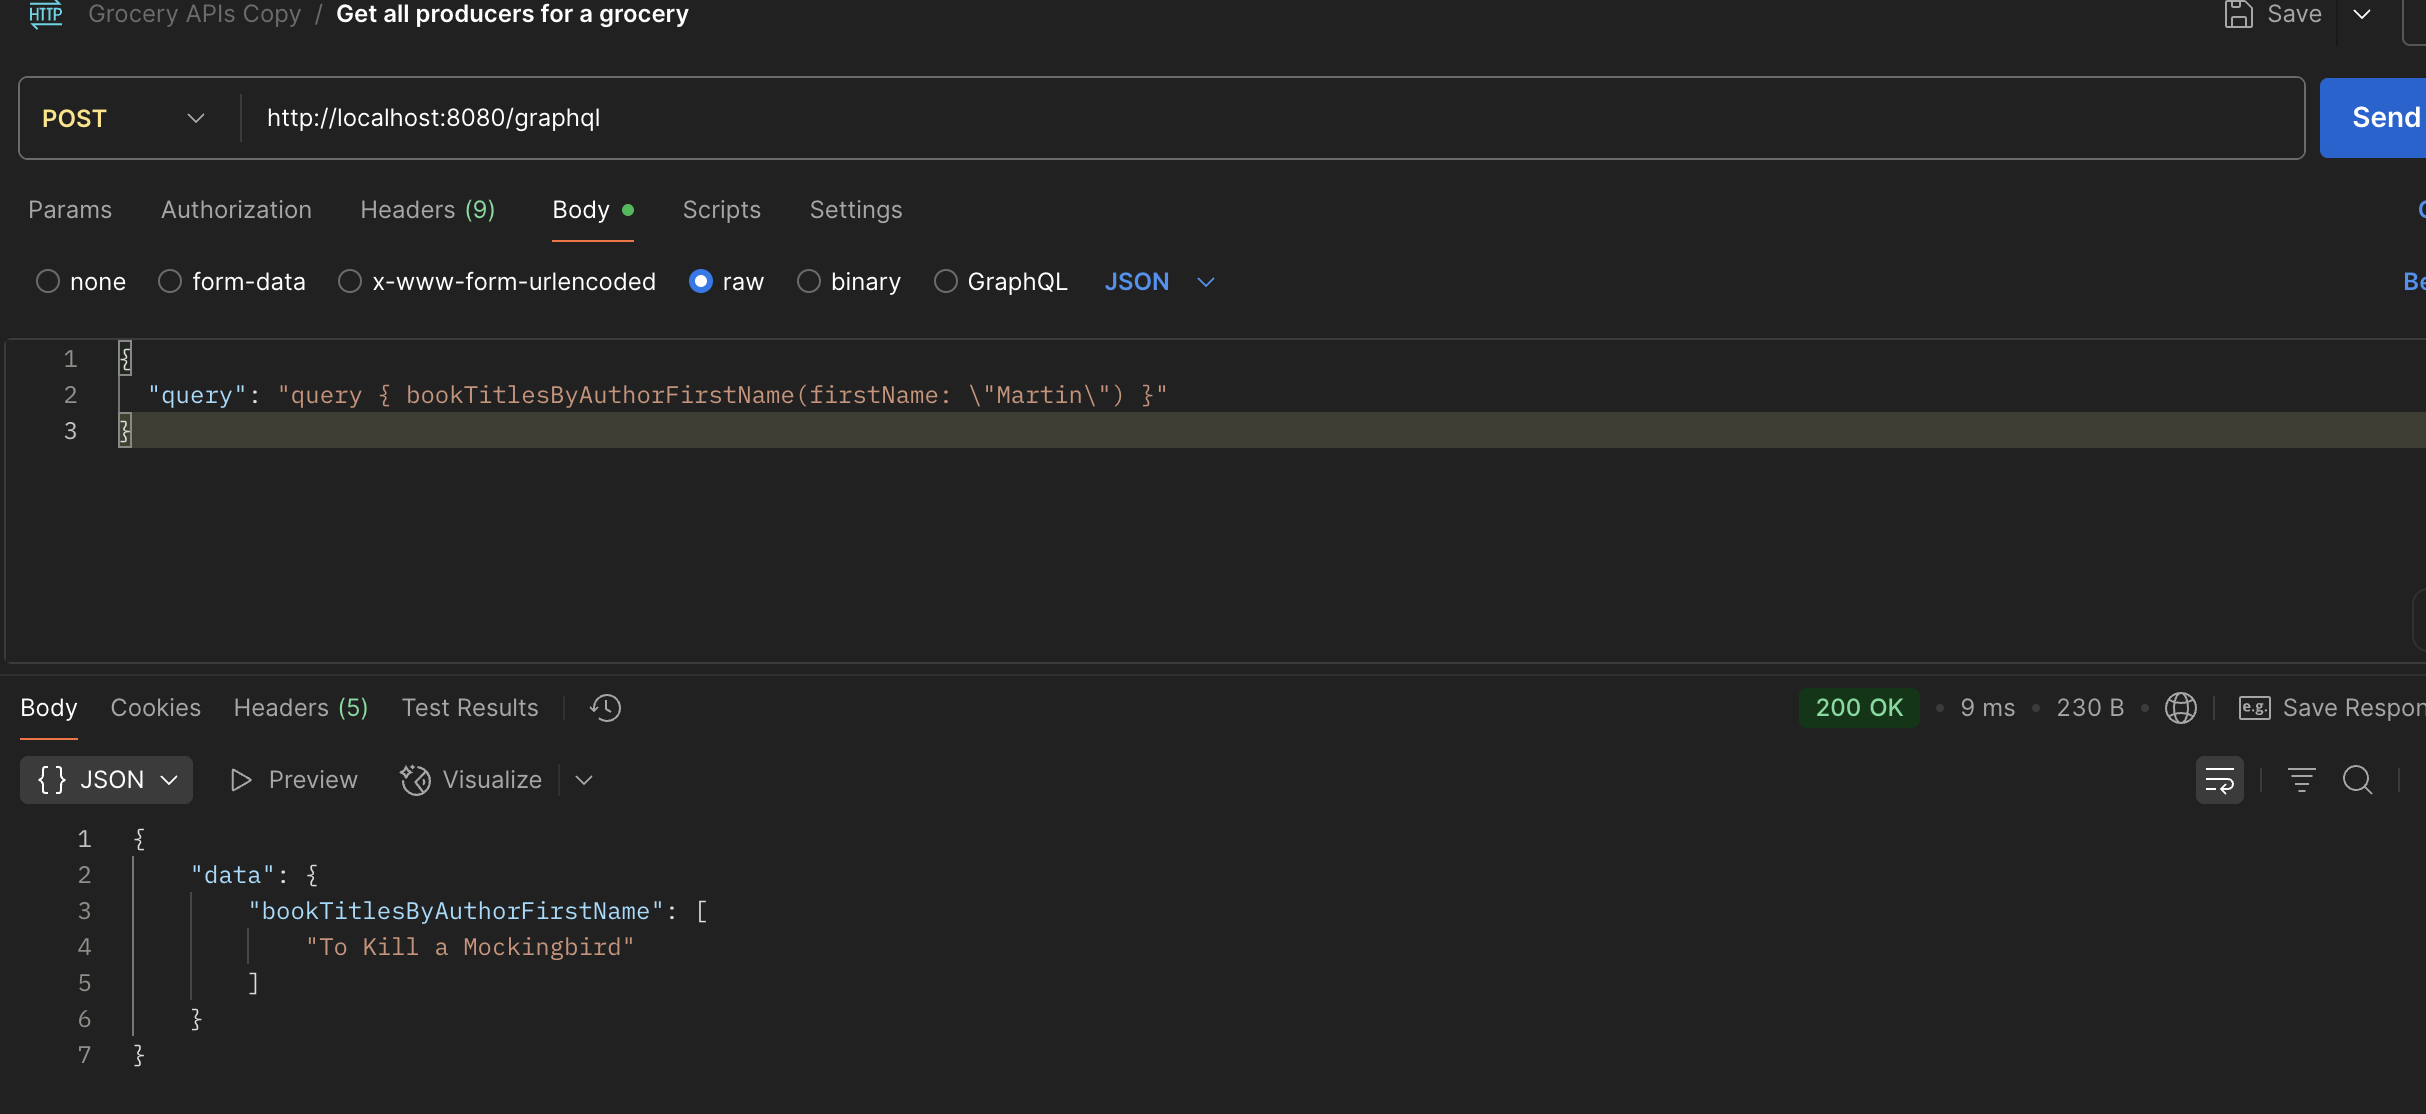 HTTP Grocery APIs Copy / Get all producers for a grocery Save
POST http://localhost:8080/graphql Send
Params Authorization Headers (9) Body Scripts Settings
none form-data x-www-form-urlencoded raw binary GraphQL JSON
1 {
2 "query": "query { bookTitlesByAuthorFirstName(firstName: \"Martin\") }"
3 }
Body Cookies Headers (5) Test Results 200 OK • 9 ms • 230 B • e.g. Save Respon
{} JSON Preview Visualize
1 {
2 "data": {
3 "bookTitlesByAuthorFirstName": [
4 "To Kill a Mockingbird"
5 ]
6 }
7 }